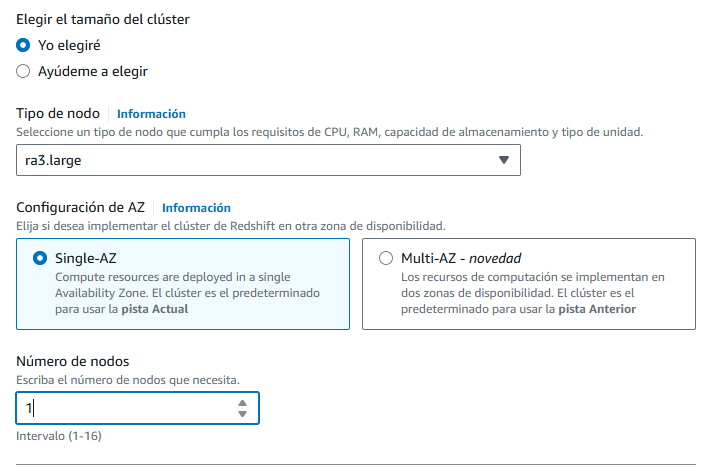 Elegir el tamaño del clúster
Yo elegiré
Ayúdeme a elegir
Tipo de nodo Información
Seleccione un tipo de nodo que cumpla los requisitos de CPU, RAM, capacidad de almacenamiento y tipo de unidad.
ra3.large
Configuración de AZ Información
Elija si desea implementar el clúster de Redshift en otra zona de disponibilidad.
Single-AZ
Compute resources are deployed in a single
Availability Zone. El clúster es el predeterminado
para usar la pista Actual
Multi-AZ - novedad
Los recursos de computación se implementan en
dos zonas de disponibilidad. El clúster es el
predeterminado para usar la pista Anterior
Número de nodos
Escriba el número de nodos que necesita.
1
Intervalo (1-16)